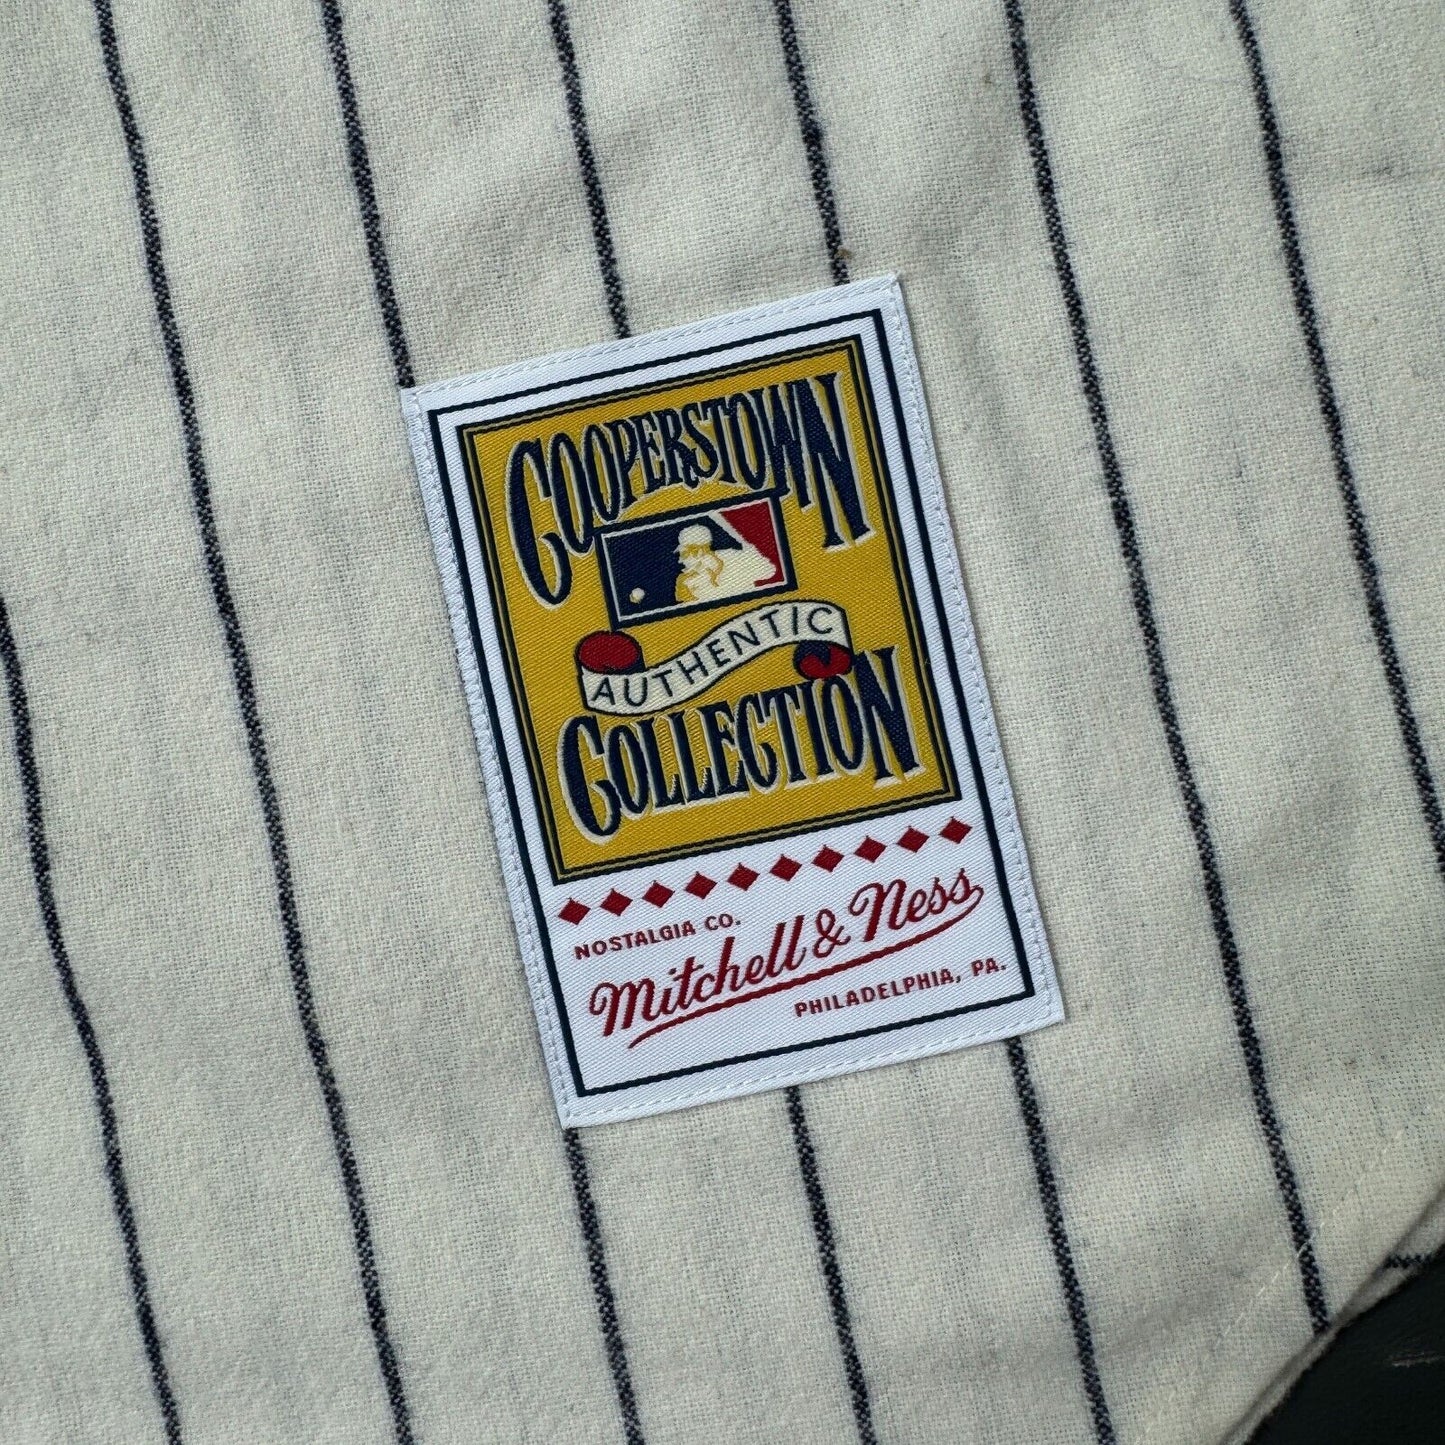 COOPERSTOWN
AUTHENTIC
COLLECTION
NOSTALGIA CO.
Mitchell & Ness
PHILADELPHIA, PA.